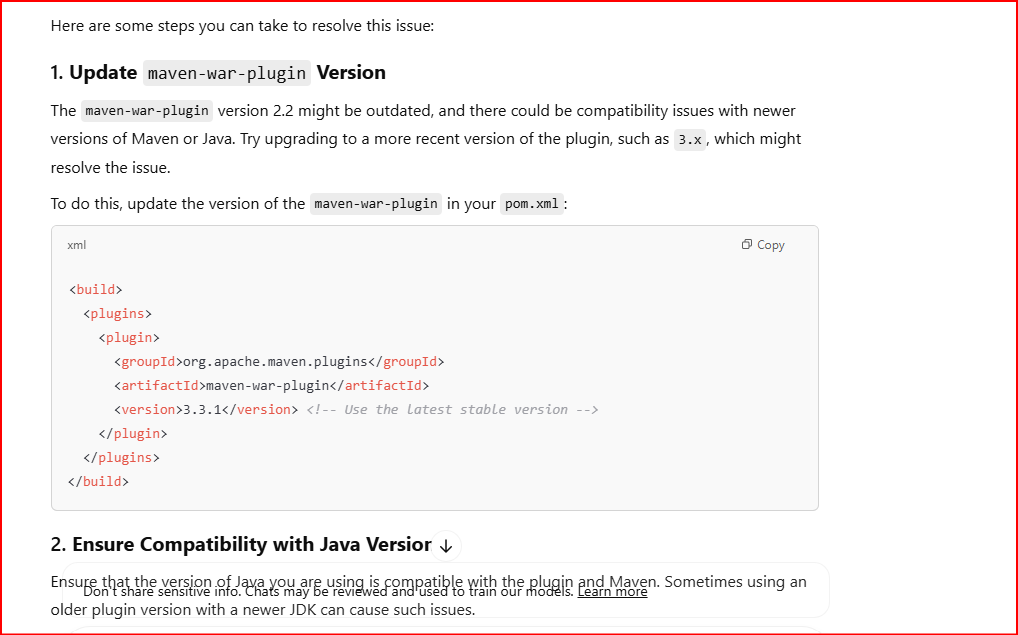 Here are some steps you can take to resolve this issue:
1. Update maven-war-plugin Version
The maven-war-plugin version 2.2 might be outdated, and there could be compatibility issues with newer
versions of Maven or Java. Try upgrading to a more recent version of the plugin, such as 3.x, which might
resolve the issue.
To do this, update the version of the maven-war-plugin in your pom.xml:
xml Copy
<build>
  <plugins>
    <plugin>
      <groupId>org.apache.maven.plugins</groupId>
      <artifactId>maven-war-plugin</artifactId>
      <version>3.3.1</version> <!-- Use the latest stable version -->
    </plugin>
  </plugins>
</build>
2. Ensure Compatibility with Java Version
Ensure that the version of Java you are using is compatible with the plugin and Maven. Sometimes using an
Don't share sensitive info. Chats may be reviewed and used to train our models. Learn more
older plugin version with a newer JDK can cause such issues.